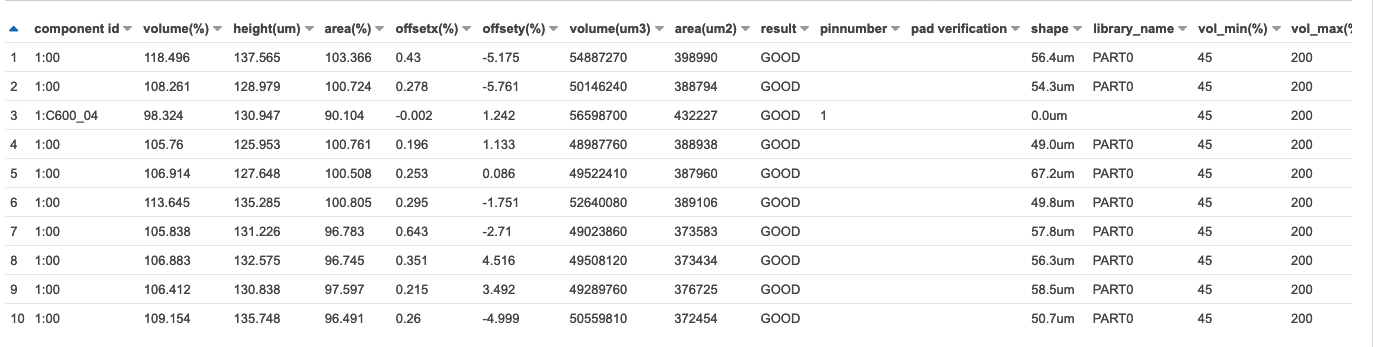 component id volume(%) height(um) area(%) offsetx(%) offsety(%) volume(um3) area(um2) result pinnumber pad verification shape library_name vol_min(%) vol_max(%
1 1:00 118.496 137.565 103.366 0.43 -5.175 54887270 398990 GOOD 56.4um PART0 45 200
2 1:00 108.261 128.979 100.724 0.278 -5.761 50146240 388794 GOOD 54.3um PART0 45 200
3 1:C600_04 98.324 130.947 90.104 -0.002 1.242 56598700 432227 GOOD 1 0.0um 45 200
4 1:00 105.76 125.953 100.761 0.196 1.133 48987760 388938 GOOD 49.0um PART0 45 200
5 1:00 106.914 127.648 100.508 0.253 0.086 49522410 387960 GOOD 67.2um PART0 45 200
6 1:00 113.645 135.285 100.805 0.295 -1.751 52640080 389106 GOOD 49.8um PART0 45 200
7 1:00 105.838 131.226 96.783 0.643 -2.71 49023860 373583 GOOD 57.8um PART0 45 200
8 1:00 106.883 132.575 96.745 0.351 4.516 49508120 373434 GOOD 56.3um PART0 45 200
9 1:00 106.412 130.838 97.597 0.215 3.492 49289760 376725 GOOD 58.5um PART0 45 200
10 1:00 109.154 135.748 96.491 0.26 -4.999 50559810 372454 GOOD 50.7um PART0 45 200